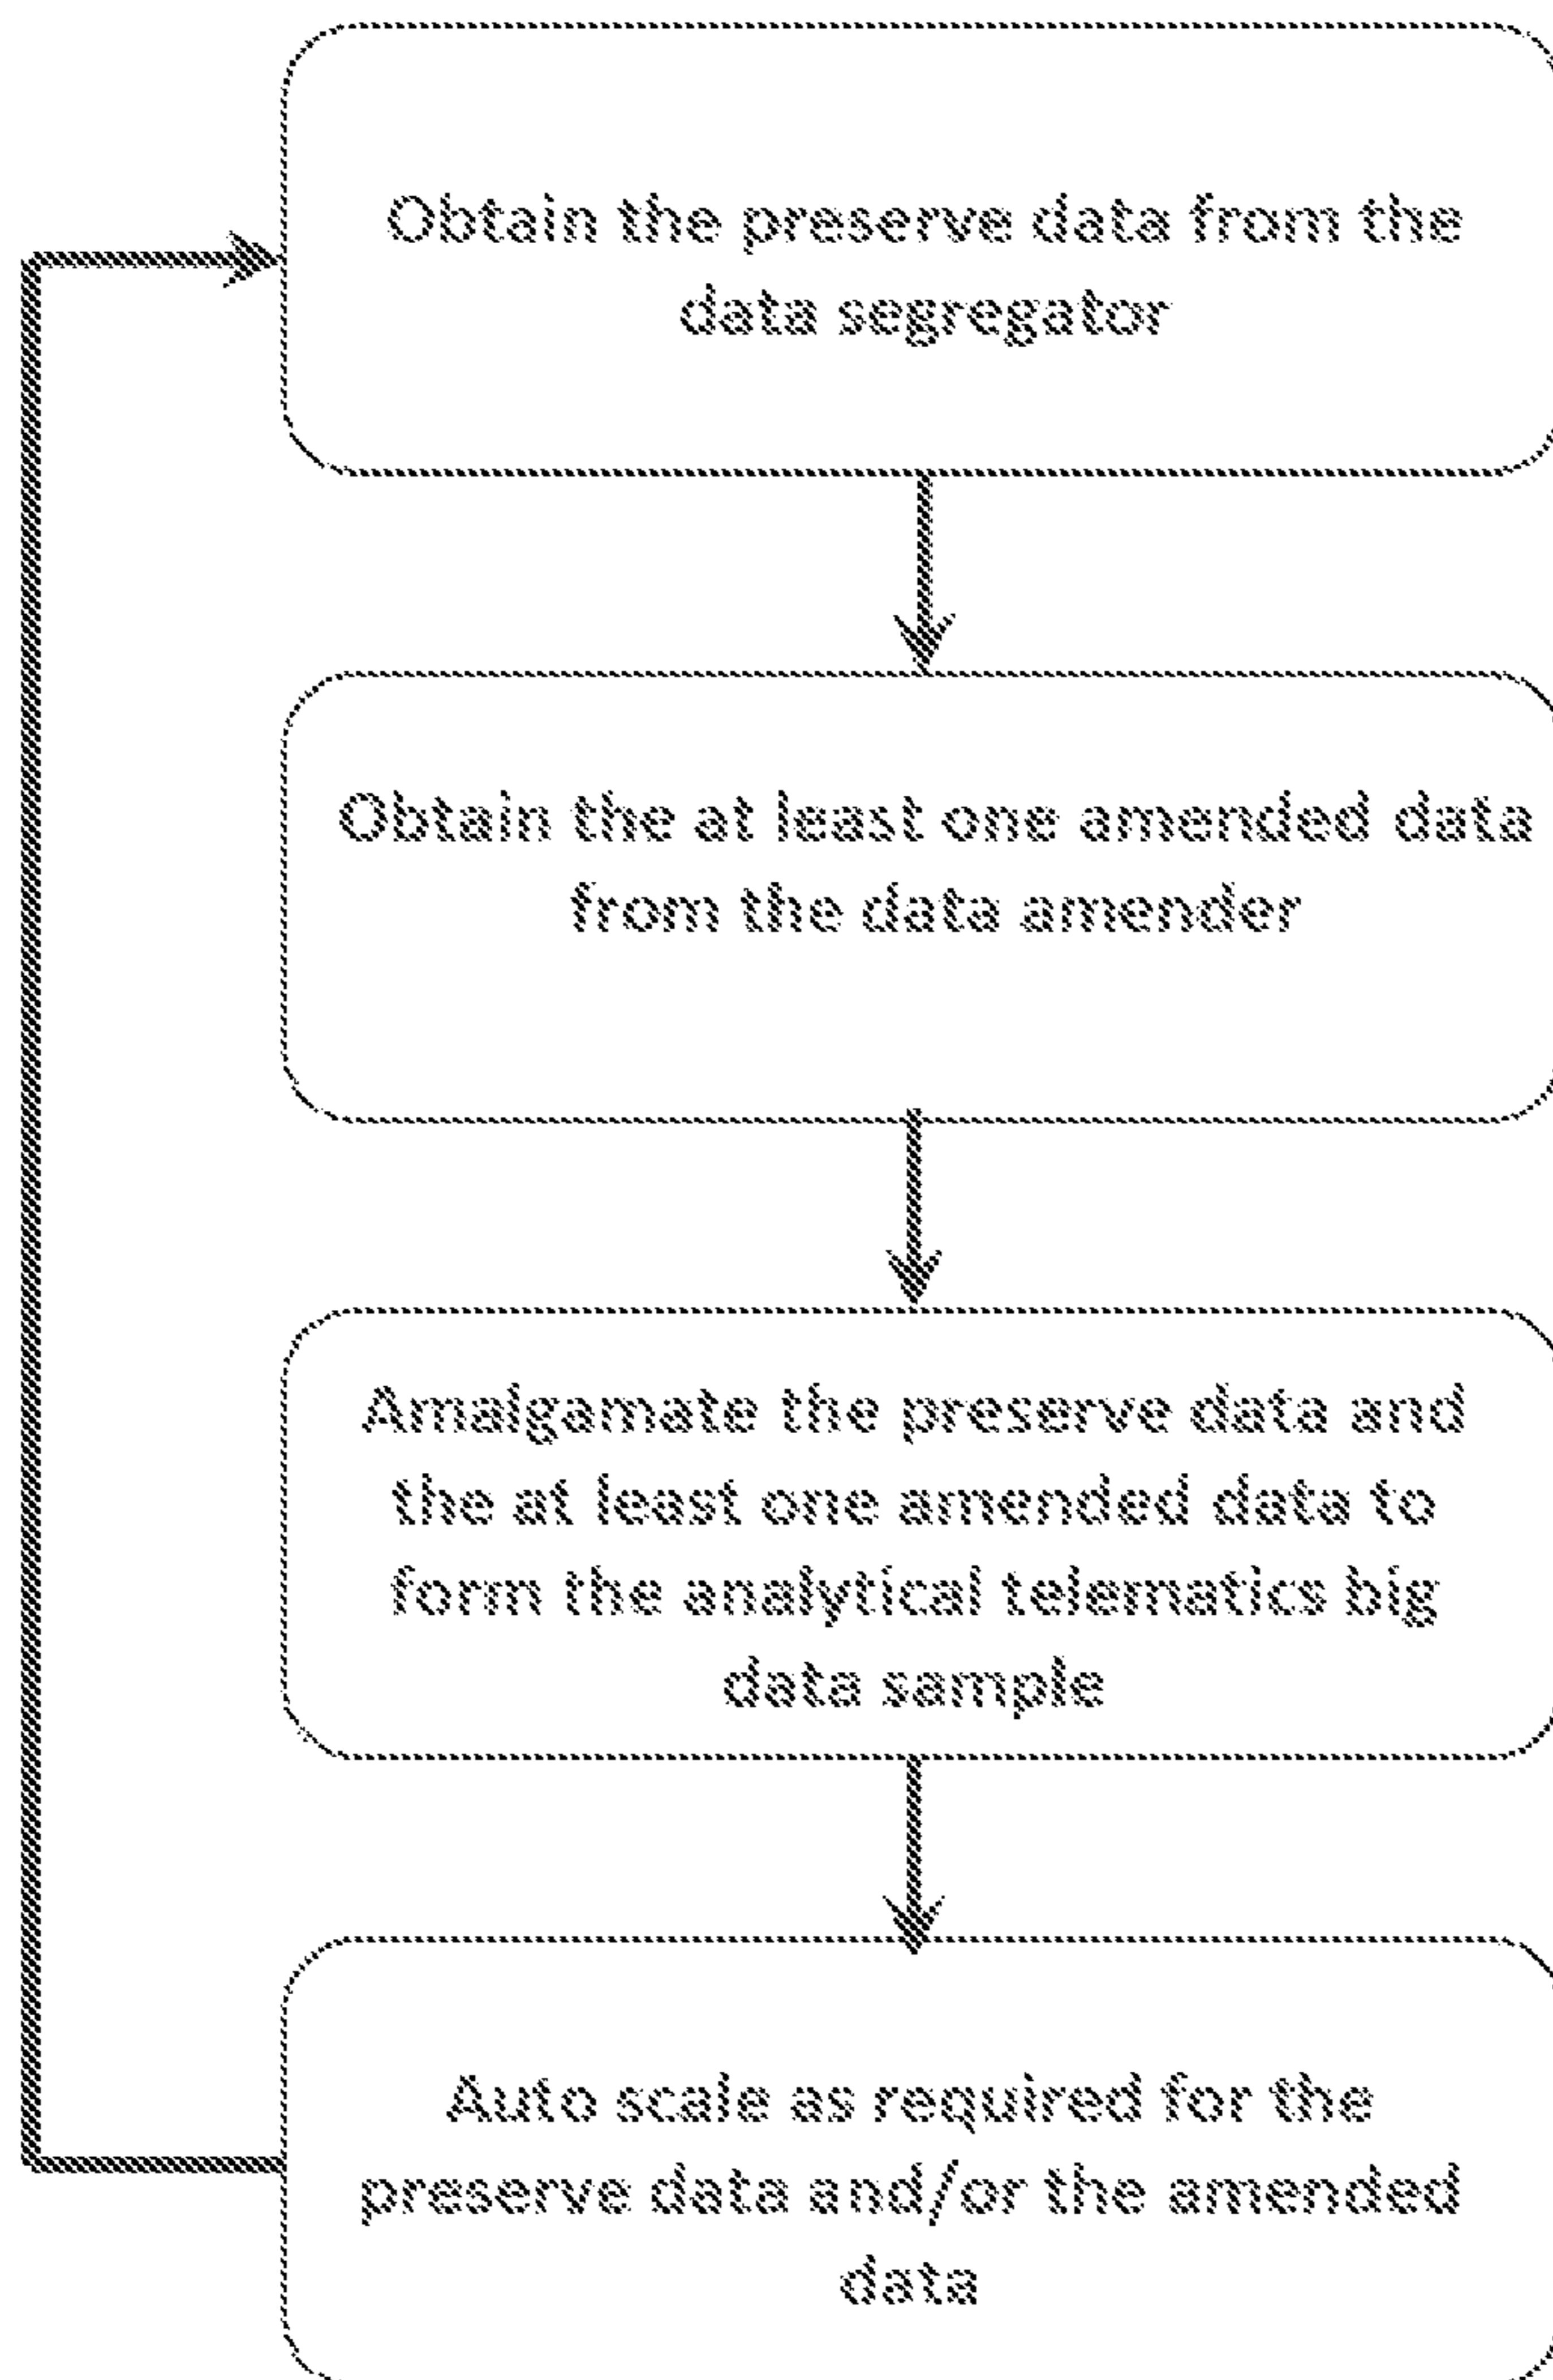 Obtain the preserve data from the
data segregator
Obtain the at least one amended data
from the data amender
Amalgamate the preserve data and
the at least one amended data to
form the analytical telematics big
data sample
Auto scale as required for the
preserve data and/or the amended
data